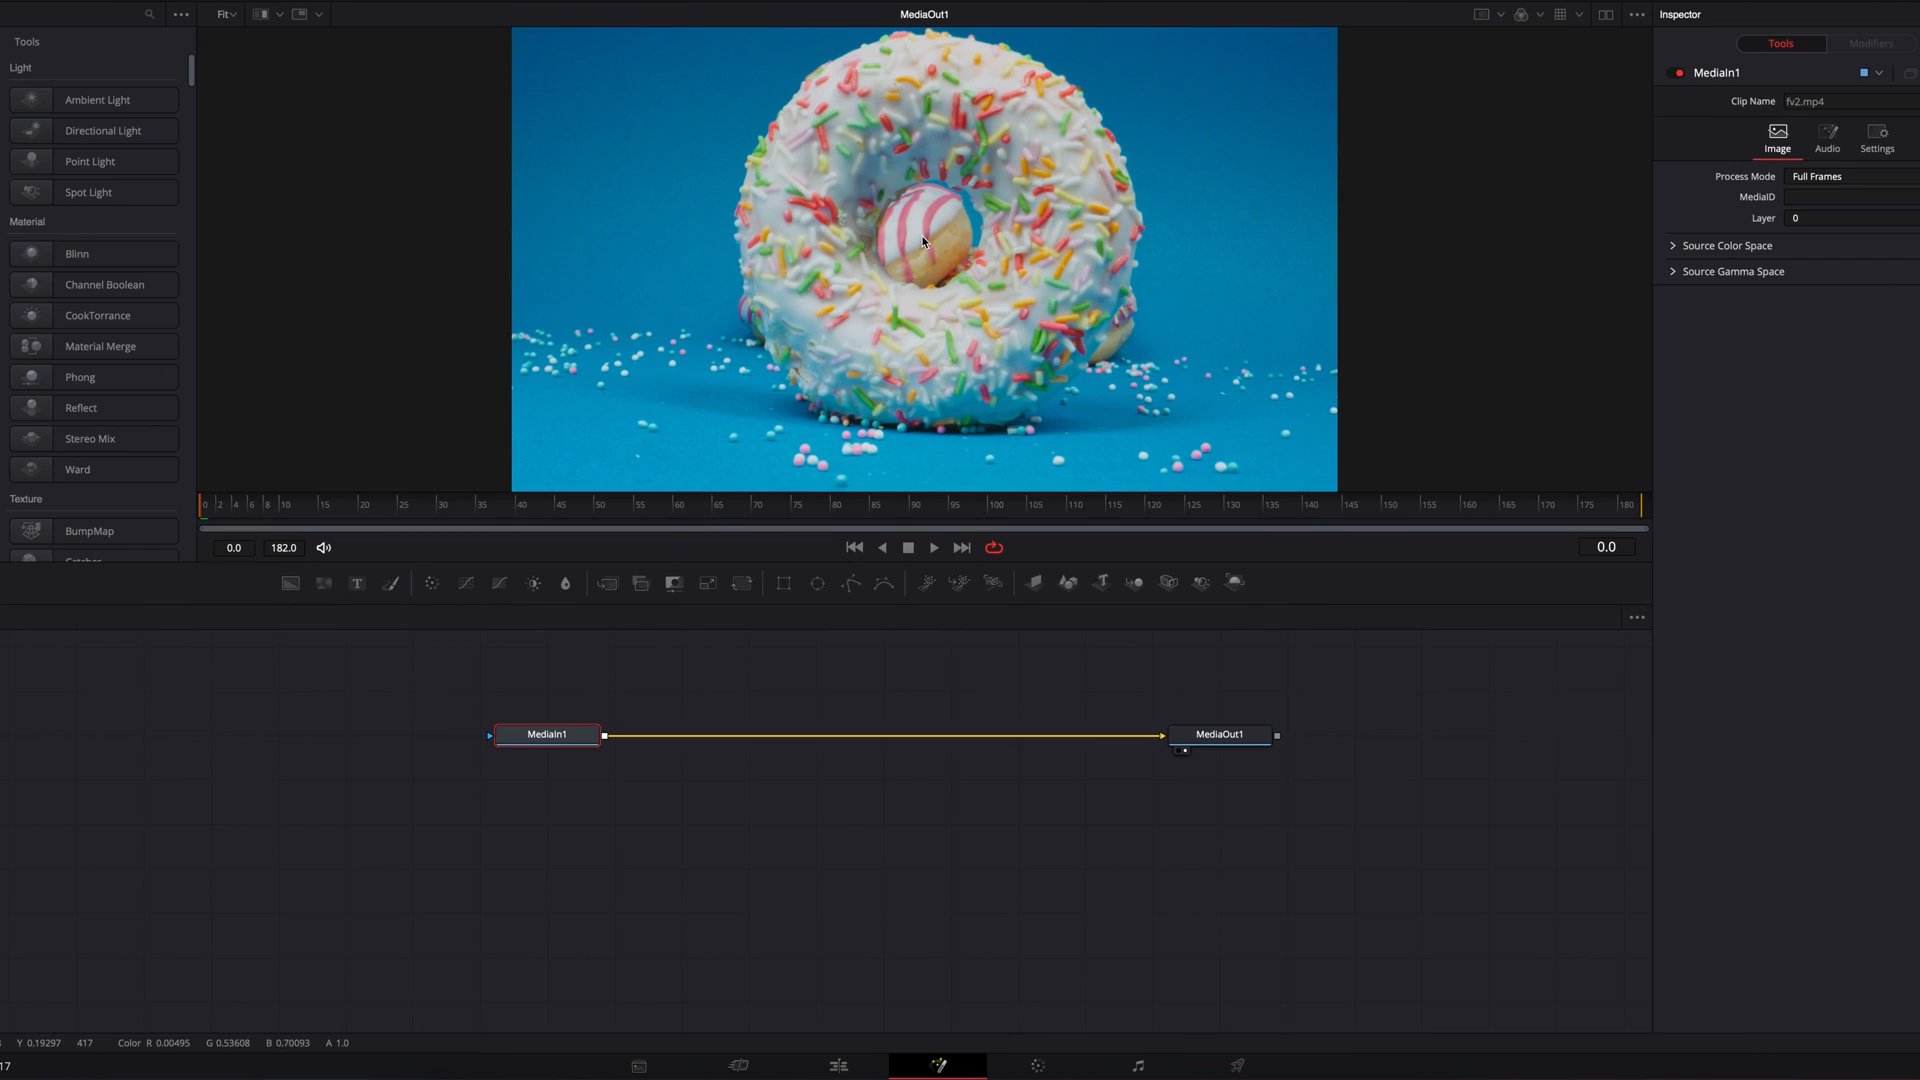 Fit
MediaOut1
Inspector
Tools
Tools
Modifiers
Light
MediaIn1
Ambient Light
Clip Name
fv2.mp4
Directional Light
Image
Audio
Settings
Point Light
Process Mode
Full Frames
Spot Light
MediaID
Layer
0
Material
Source Color Space
Blinn
Source Gamma Space
Channel Boolean
CookTorrance
Material Merge
Phong
Reflect
Stereo Mix
Ward
Texture
0 2 4 6 8 10 15 20 25 30 35 40 45 50 55 60 65 70 75 80 85 90 95 100 105 110 115 120 125 130 135 140 145 150 155 160 165 170 175 180
BumpMap
0.0
182.0
0.0
MediaIn1
MediaOut1
Y 0.19297 417 Color R 0.00495 G 0.53608 B 0.70093 A 1.0
17